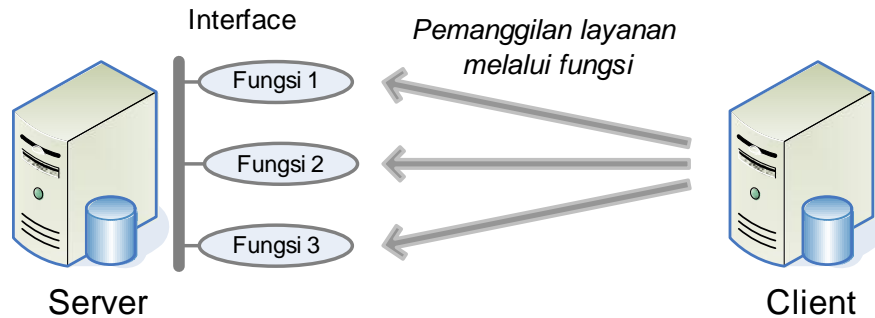 Interface
Pemanggilan layanan
melalui fungsi
Fungsi 1
Fungsi 2
Fungsi 3
Server
Client